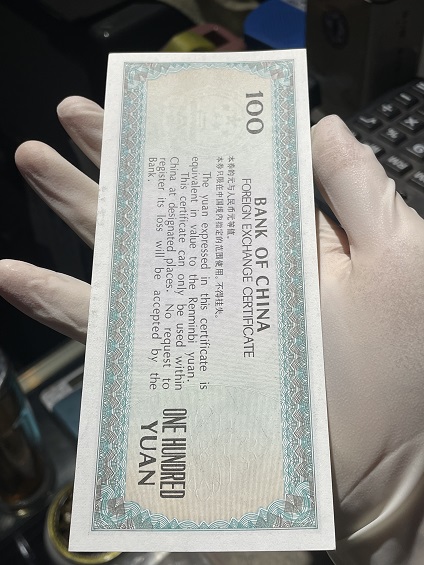 100
BANK OF CHINA
FOREIGN EXCHANGE CERTIFICATE
本券的元与人民币元等值。
本券只限在中国境内指定的范围使用，不得挂失。
The yuan expressed in this certificate is
equivalent in value to the Renminbi yuan.
This certificate can only be used within
China at designated places. No request to
register its loss will be accepted by the
Bank.
ONE HUNDRED
YUAN